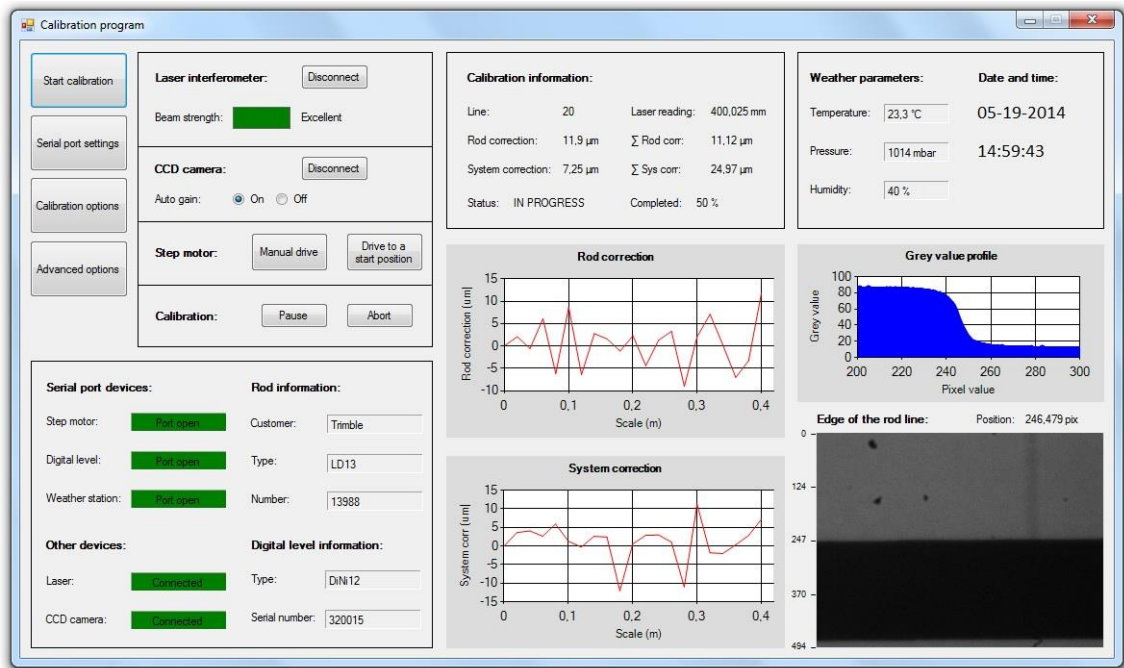 Calibration program
Start calibration
Serial port settings
Calibration options
Advanced options
Laser interferometer: Disconnect
Beam strength: Excellent
CCD camera: Disconnect
Auto gain: On Off
Step motor: Manual drive Drive to a start position
Calibration: Pause Abort
Serial port devices:
Step motor: Port open
Digital level: Port open
Weather station: Port open
Other devices:
Laser: Connected
CCD camera: Connected
Rod information:
Customer: Trimble
Type: LD13
Number: 13988
Digital level information:
Type: DiNi12
Serial number: 320015
Calibration information:
Line: 20 Laser reading: 400,025 mm
Rod correction: 11,9 µm ∑ Rod corr: 11,12 µm
System correction: 7,25 µm ∑ Sys corr: 24,97 µm
Status: IN PROGRESS Completed: 50 %
Rod correction
Rod correction (um)
15
10
5
0
-5
-10
0 0,1 0,2 0,3 0,4
Scale (m)
System correction
System corr (um)
15
10
5
0
-5
-10
-15
0 0,1 0,2 0,3 0,4
Scale (m)
Weather parameters:
Temperature: 23,3 °C
Pressure: 1014 mbar
Humidity: 40 %
Date and time:
05-19-2014
14:59:43
Grey value profile
Grey value
100
80
60
40
20
0
200 220 240 260 280 300
Pixel value
Edge of the rod line: Position: 246,479 pix
0
124
247
370
494